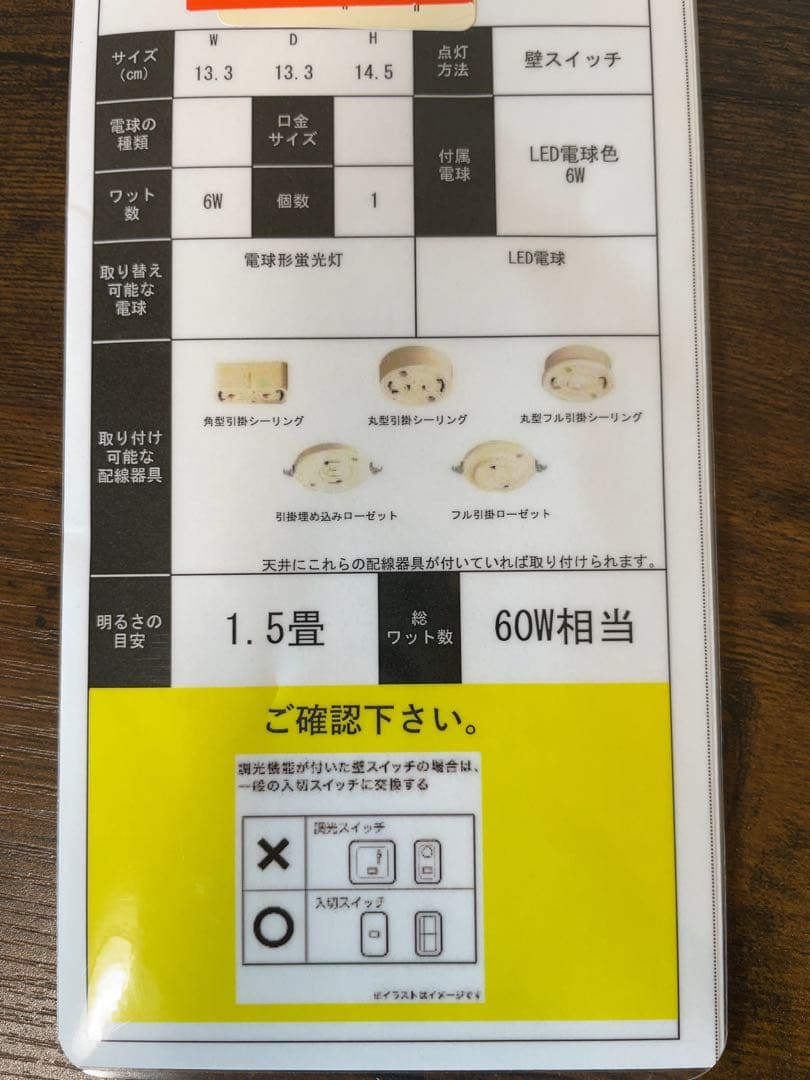 サイズ
(cm)
W D H
13.3 13.3 14.5
点灯
方法
壁スイッチ
電球の
種類
口金
サイズ
付属
電球
LED電球色
6W
ワット
数
6W
個数
1
取り替え
可能な
電球
電球形蛍光灯
LED電球
取り付け
可能な
配線器具
角型引掛シーリング
丸型引掛シーリング
丸型フル引掛シーリング
引掛埋め込みローゼット
フル引掛ローゼット
天井にこれらの配線器具が付いていれば取り付けられます。
明るさの
目安
1.5畳
総
ワット数
60W相当
ご確認下さい。
調光機能が付いた壁スイッチの場合は、
一般の入切スイッチに交換する
×
調光スイッチ
○
入切スイッチ
※イラストはイメージです